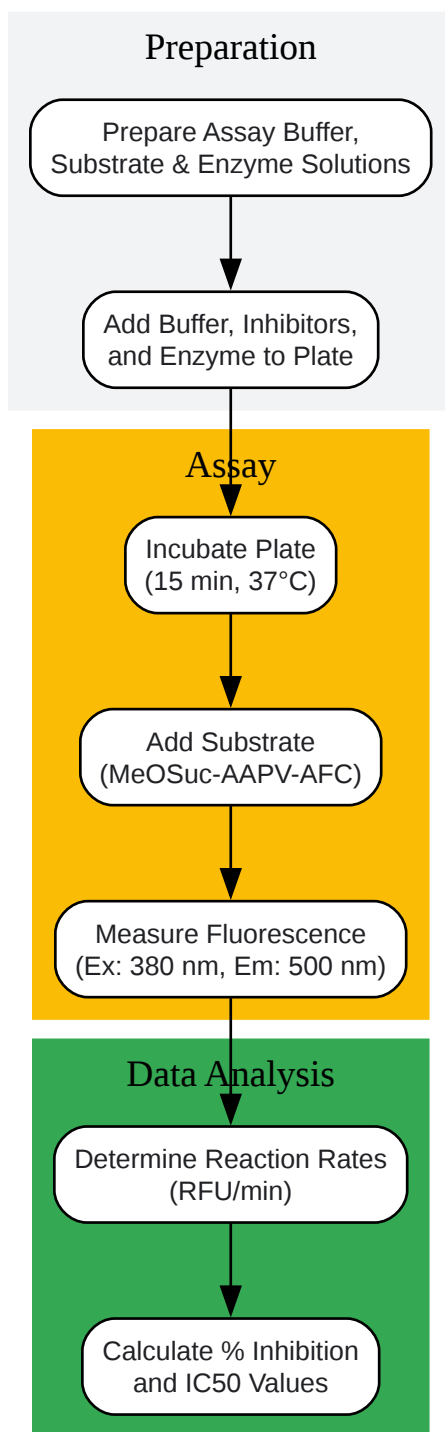 Preparation
Prepare Assay Buffer,
Substrate & Enzyme Solutions
Add Buffer, Inhibitors,
and Enzyme to Plate
Assay
Incubate Plate
(15 min, 37°C)
Add Substrate
(MeOSuc-AAPV-AFC)
Measure Fluorescence
(Ex: 380 nm, Em: 500 nm)
Data Analysis
Determine Reaction Rates
(RFU/min)
Calculate % Inhibition
and IC50 Values